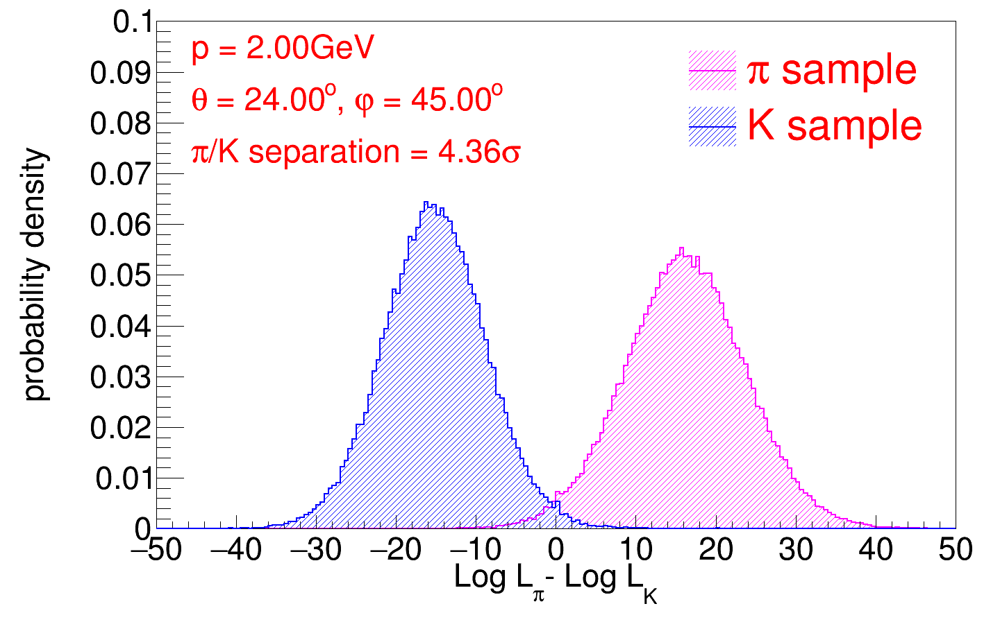 0.1
0.09
0.08
0.07
0.06
0.05
0.04
0.03
0.02
0.01
0
probability density
p = 2.00GeV
θ = 24.00°, φ = 45.00°
π/K separation = 4.36σ
π sample
K sample
−50 −40 −30 −20 −10 0 10 20 30 40 50
Log L_π- Log L_K